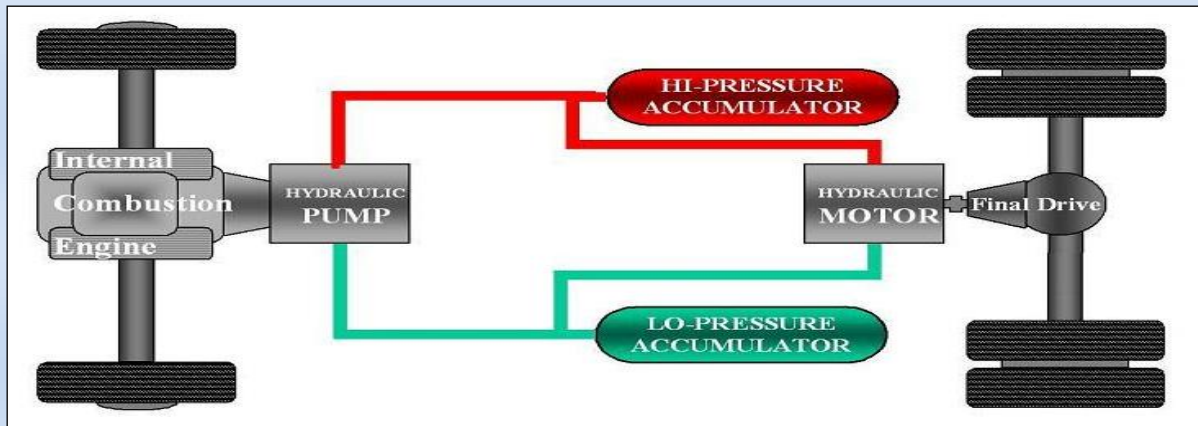 HI-PRESSURE
ACCUMULATOR
Internal
Combustion
Engine
HYDRAULIC
PUMP
HYDRAULIC
MOTOR
Final Drive
LO-PRESSURE
ACCUMULATOR